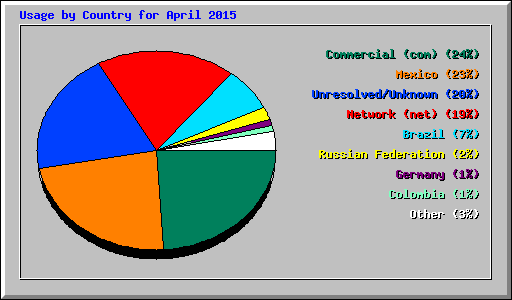 Usage by Country for April 2015
Commercial (com) (24%)
Mexico (23%)
Unresolved/Unknown (20%)
Network (net) (19%)
Brazil (7%)
Russian Federation (2%)
Germany (1%)
Colombia (1%)
Other (3%)